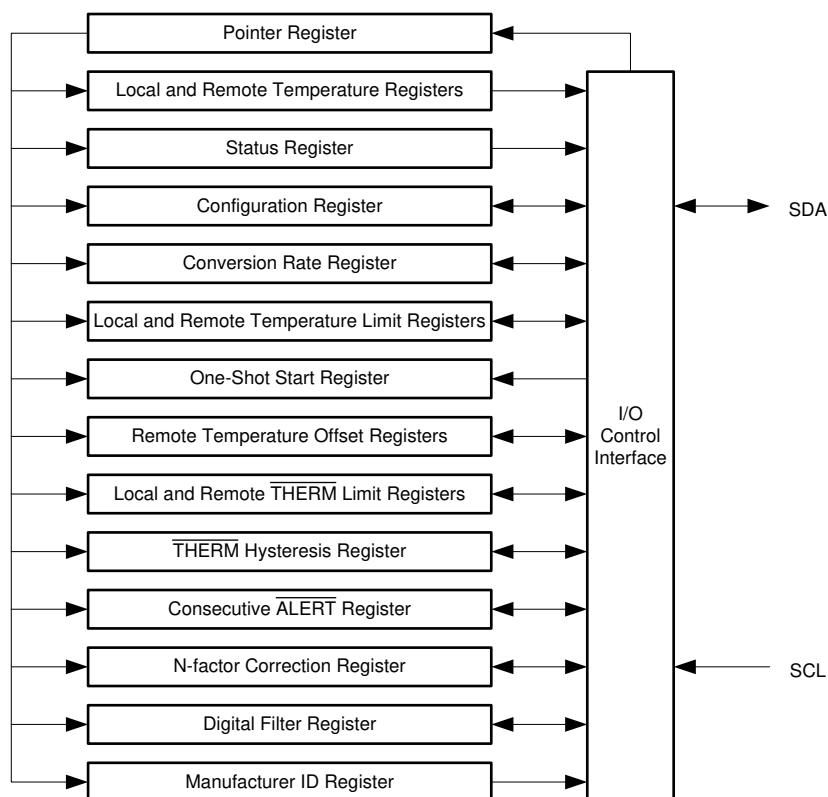 Pointer Register
Local and Remote Temperature Registers
Status Register
Configuration Register
SDA
Conversion Rate Register
Local and Remote Temperature Limit Registers
One-Shot Start Register
I/O
Control
Interface
Remote Temperature Offset Registers
Local and Remote THERM Limit Registers
THERM Hysteresis Register
Consecutive ALERT Register
N-factor Correction Register
SCL
Digital Filter Register
Manufacturer ID Register